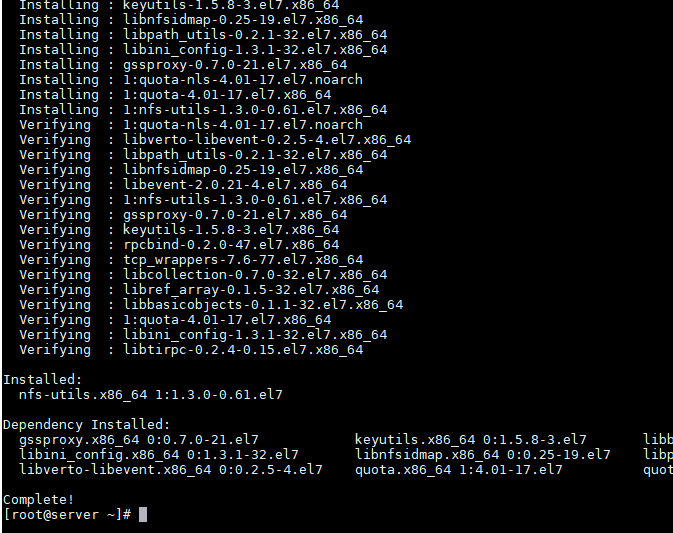 Installing : keyutils-1.5.8-3.el7.x86_64
Installing : libnfsidmap-0.25-19.el7.x86_64
Installing : libpath_utils-0.2.1-32.el7.x86_64
Installing : libini_config-1.3.1-32.el7.x86_64
Installing : gssproxy-0.7.0-21.el7.x86_64
Installing : 1:quota-nls-4.01-17.el7.noarch
Installing : 1:quota-4.01-17.el7.x86_64
Installing : 1:nfs-utils-1.3.0-0.61.el7.x86_64
Verifying  : 1:quota-nls-4.01-17.el7.noarch
Verifying  : libverto-libevent-0.2.5-4.el7.x86_64
Verifying  : libpath_utils-0.2.1-32.el7.x86_64
Verifying  : libnfsidmap-0.25-19.el7.x86_64
Verifying  : libevent-2.0.21-4.el7.x86_64
Verifying  : 1:nfs-utils-1.3.0-0.61.el7.x86_64
Verifying  : gssproxy-0.7.0-21.el7.x86_64
Verifying  : keyutils-1.5.8-3.el7.x86_64
Verifying  : rpcbind-0.2.0-47.el7.x86_64
Verifying  : tcp_wrappers-7.6-77.el7.x86_64
Verifying  : libcollection-0.7.0-32.el7.x86_64
Verifying  : libref_array-0.1.5-32.el7.x86_64
Verifying  : libbasicobjects-0.1.1-32.el7.x86_64
Verifying  : 1:quota-4.01-17.el7.x86_64
Verifying  : libini_config-1.3.1-32.el7.x86_64
Verifying  : libtirpc-0.2.4-0.15.el7.x86_64
Installed:
nfs-utils.x86_64 1:1.3.0-0.61.el7
Dependency Installed:
gssproxy.x86_64 0:0.7.0-21.el7 keyutils.x86_64 0:1.5.8-3.el7 libb
libini_config.x86_64 0:1.3.1-32.el7 libnfsidmap.x86_64 0:0.25-19.el7 libp
libverto-libevent.x86_64 0:0.2.5-4.el7 quota.x86_64 1:4.01-17.el7 quot
Complete!
[root@server ~]#